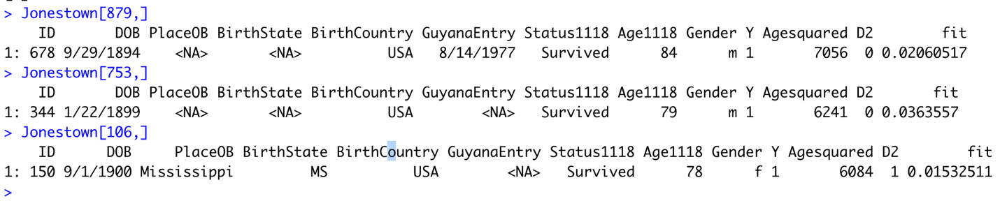 > Jonestown[879,]
    ID       DOB PlaceOB BirthState BirthCountry GuyanaEntry Status1118 Age1118 Gender Y Agesquared D2        fit
1: 678 9/29/1894    <NA>       <NA>          USA   8/14/1977   Survived      84      m 1       7056  0 0.02060517
> Jonestown[753,]
    ID       DOB PlaceOB BirthState BirthCountry GuyanaEntry Status1118 Age1118 Gender Y Agesquared D2       fit
1: 344 1/22/1899    <NA>       <NA>          USA        <NA>   Survived      79      m 1       6241  0 0.0363557
> Jonestown[106,]
    ID      DOB     PlaceOB BirthState BirthCountry GuyanaEntry Status1118 Age1118 Gender Y Agesquared D2        fit
1: 150 9/1/1900 Mississippi         MS          USA        <NA>   Survived      78      f 1       6084  1 0.01532511
>